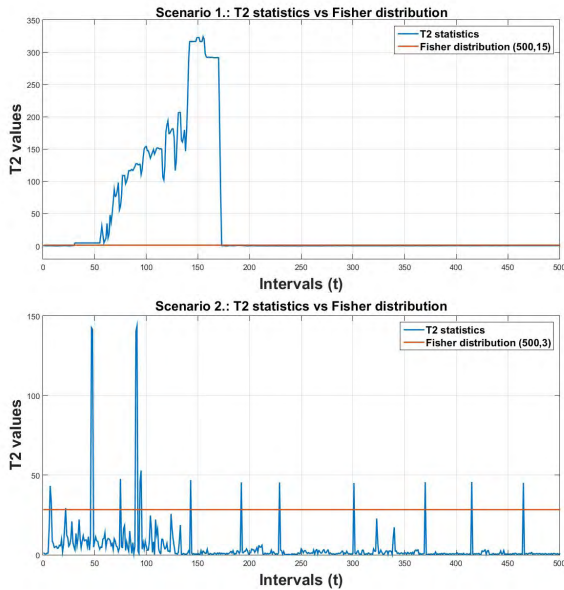 Scenario 1.: T2 statistics vs Fisher distribution
350
300
250
200
150
100
50
0
T2 values
T2 statistics
Fisher distribution (500,15)
0 50 100 150 200 250 300 350 400 450 500
Intervals (t)
Scenario 2.: T2 statistics vs Fisher distribution
150
100
50
0
T2 values
T2 statistics
Fisher distribution (500,3)
0 50 100 150 200 250 300 350 400 450 500
Intervals (t)